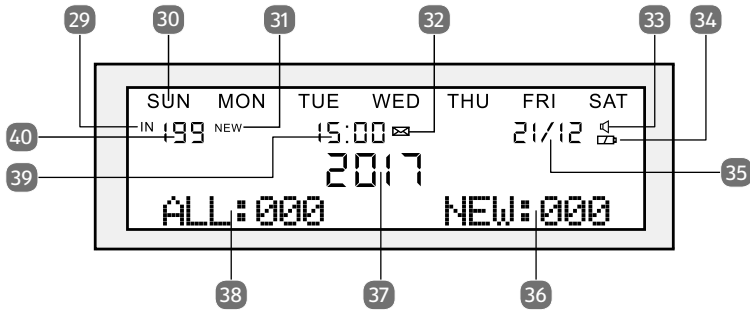 29 30 31 32 33 34
SUN MON TUE WED THU FRI SAT
IN 199 NEW 15:00 21/12
40
39 2017 35
ALL:000 NEW:000
38 37 36